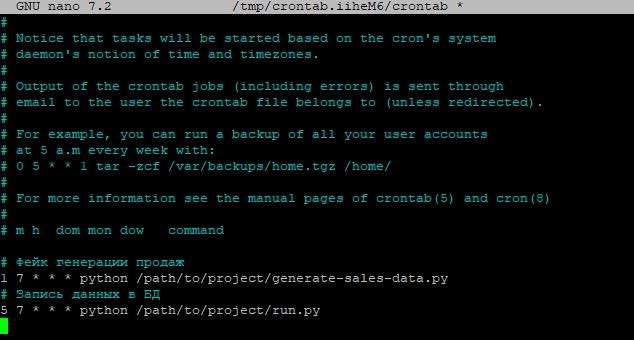 GNU nano 7.2 /tmp/crontab.iiheM6/crontab *
#
# Notice that tasks will be started based on the cron's system
# daemon's notion of time and timezones.
#
# Output of the crontab jobs (including errors) is sent through
# email to the user the crontab file belongs to (unless redirected).
#
# For example, you can run a backup of all your user accounts
# at 5 a.m every week with:
# 0 5 * * 1 tar -zcf /var/backups/home.tgz /home/
#
# For more information see the manual pages of crontab(5) and cron(8)
#
# m h  dom mon dow   command

# Фейк генерации продаж
1 7 * * * python /path/to/project/generate-sales-data.py
# Запись данных в БД
5 7 * * * python /path/to/project/run.py